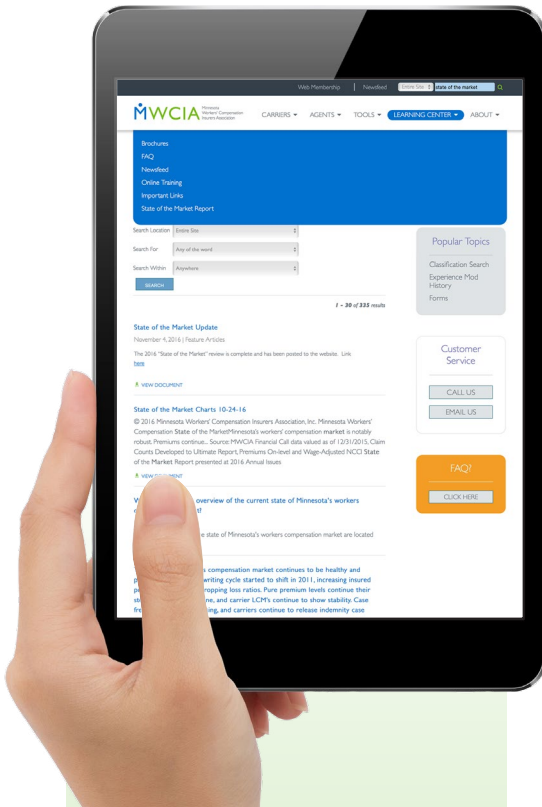 Web Membership | Newsfeed Entire Site state of the market
MWCIA Minnesota
Workers' Compensation
Insurers Association
CARRIERS AGENTS TOOLS LEARNING CENTER ABOUT
Brochures
FAQ
Newsfeed
Online Training
Important Links
State of the Market Report
Search Location Entire Site
Search For Any of the word
Search Within Anywhere
SEARCH
1 - 30 of 235 results
State of the Market Update
November 4, 2016 | Feature Articles
The 2016 "State of the Market" review is complete and has been posted to the website. Link
here
VIEW DOCUMENT
State of the Market Charts 10-24-16
© 2016 Minnesota Workers' Compensation Insurers Association, Inc. Minnesota Workers'
Compensation State of the MarketMinnesota's workers' compensation market is notably
robust. Premiums continue... Source: MWCIA Financial Call data valued as of 12/31/2015, Claim
Counts Developed to Ultimate Report, Premiums On-level and Wage-Adjusted NCCI State
of the Market Report presented at 2016 Annual Issues
VIEW DOCUMENT
overview of the current state of Minnesota's workers
state of Minnesota's workers compensation market are located
compensation market continues to be healthy and
writing cycle started to shift in 2011, increasing insured
ropping loss ratios. Pure premium levels continue their
ne, and carrier LCM's continue to show stability. Case
ing, and carriers continue to release indemnity case
Popular Topics
Classification Search
Experience Mod
History
Forms
Customer
Service
CALL US
EMAIL US
FAQ?
CLICK HERE